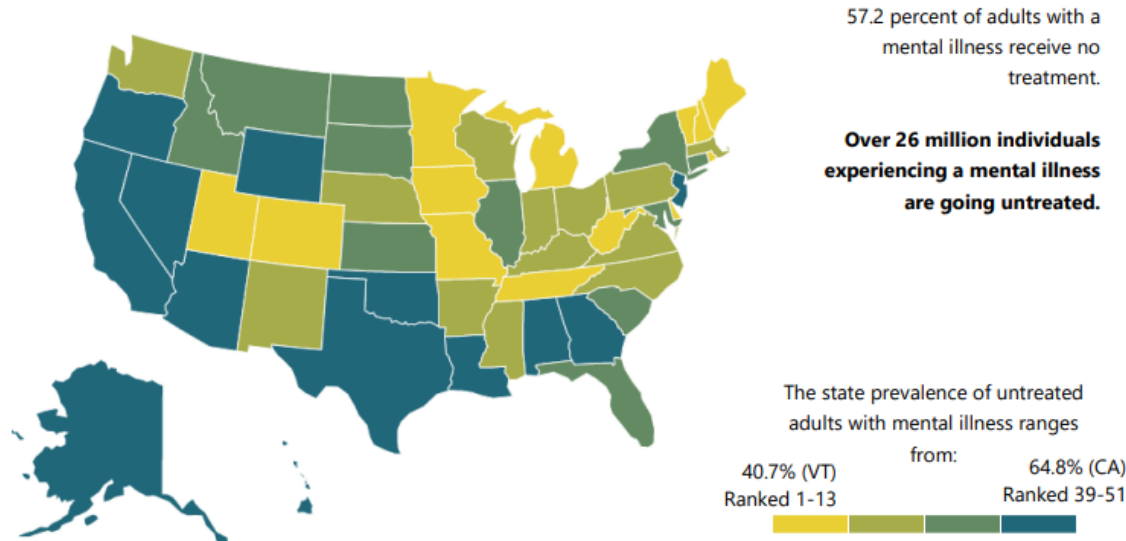 57.2 percent of adults with a
mental illness receive no
treatment.
Over 26 million individuals
experiencing a mental illness
are going untreated.
The state prevalence of untreated
adults with mental illness ranges
from:
40.7% (VT)
Ranked 1-13
64.8% (CA)
Ranked 39-51